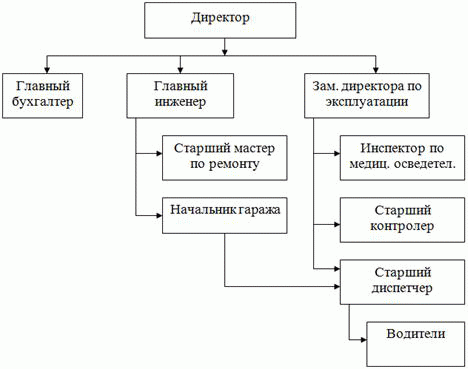 Директор
Главный
бухгалтер
Главный
инженер
Зам. директора по
эксплуатации
Старший мастер
по ремонту
Инспектор по
медиц. осведетел.
Начальник гаража
Старший
контролер
Старший
диспетчер
Водители